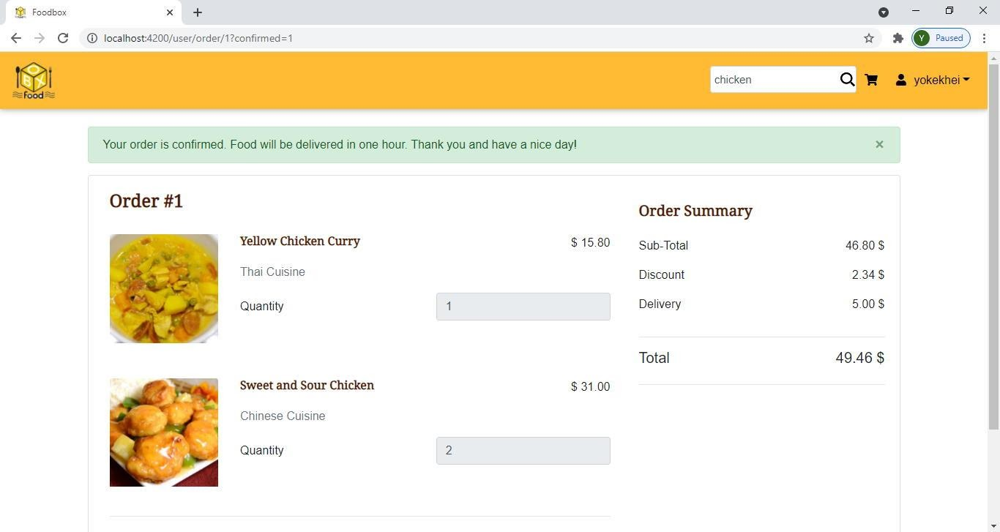 Foodbox
localhost:4200/user/order/1?confirmed=1
Y Paused
O
B X
Food
chicken
yokekhei
Your order is confirmed. Food will be delivered in one hour. Thank you and have a nice day!
Order #1
Yellow Chicken Curry $ 15.80
Thai Cuisine
Quantity 1
Sweet and Sour Chicken $ 31.00
Chinese Cuisine
Quantity 2
Order Summary
Sub-Total 46.80 $
Discount 2.34 $
Delivery 5.00 $
Total 49.46 $